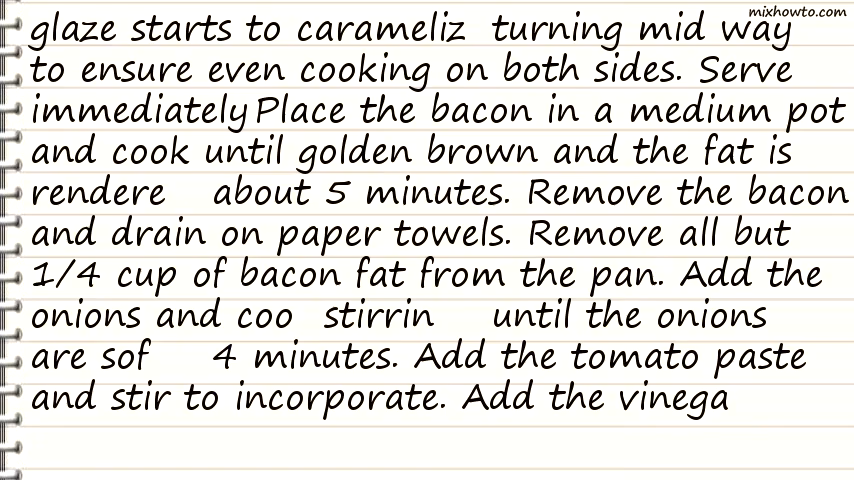 mixhowto.com
glaze starts to carameliz turning mid way
to ensure even cooking on both sides. Serve
immediately Place the bacon in a medium pot
and cook until golden brown and the fat is
rendere about 5 minutes. Remove the bacon
and drain on paper towels. Remove all but
1/4 cup of bacon fat from the pan. Add the
onions and coo stirrin until the onions
are sof 4 minutes. Add the tomato paste
and stir to incorporate. Add the vinega